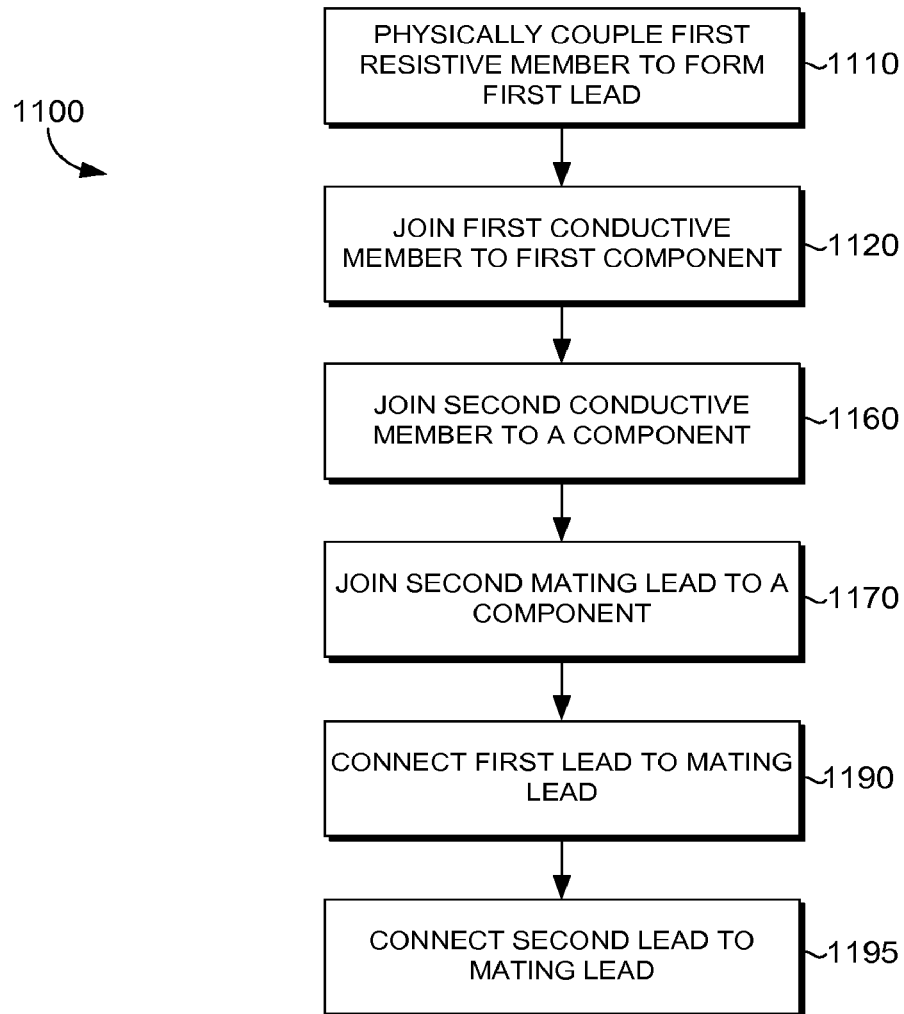 PHYSICALLY COUPLE FIRST
RESISTIVE MEMBER TO FORM
FIRST LEAD
1110
1100
JOIN FIRST CONDUCTIVE
MEMBER TO FIRST COMPONENT
1120
JOIN SECOND CONDUCTIVE
MEMBER TO A COMPONENT
1160
JOIN SECOND MATING LEAD TO A
COMPONENT
1170
CONNECT FIRST LEAD TO MATING
LEAD
1190
CONNECT SECOND LEAD TO
MATING LEAD
1195